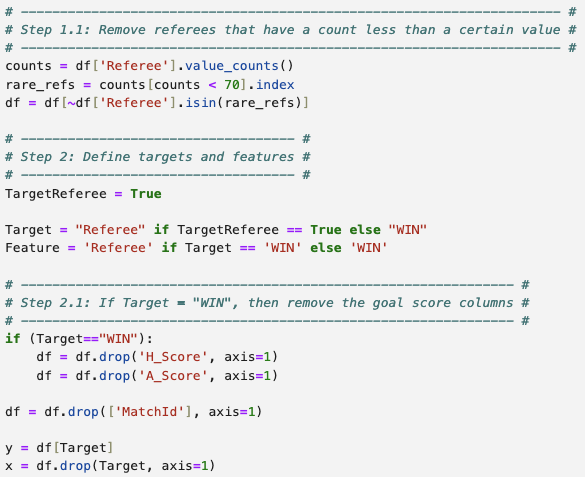 # --------------------------------------------------------------------- #
# Step 1.1: Remove referees that have a count less than a certain value #
# --------------------------------------------------------------------- #
counts = df['Referee'].value_counts()
rare_refs = counts[counts < 70].index
df = df[~df['Referee'].isin(rare_refs)]
# ----------------------------------- #
# Step 2: Define targets and features #
# ----------------------------------- #
TargetReferee = True
Target = "Referee" if TargetReferee == True else "WIN"
Feature = 'Referee' if Target == 'WIN' else 'WIN'
# --------------------------------------------------------------- #
# Step 2.1: If Target = "WIN", then remove the goal score columns #
# --------------------------------------------------------------- #
if (Target=="WIN"):
    df = df.drop('H_Score', axis=1)
    df = df.drop('A_Score', axis=1)
df = df.drop(['MatchId'], axis=1)
y = df[Target]
x = df.drop(Target, axis=1)